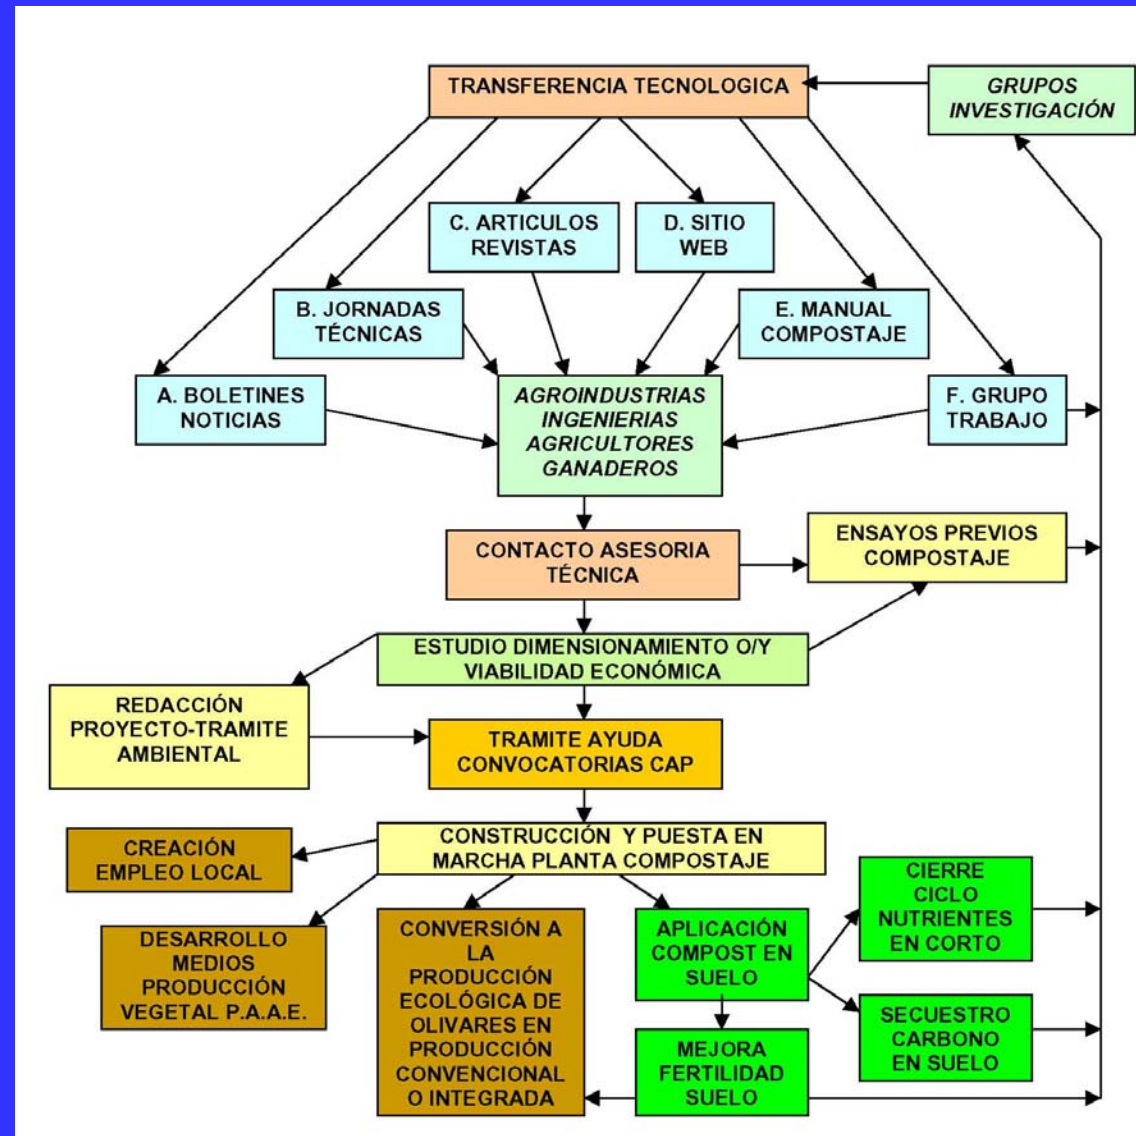 TRANSFERENCIA TECNOLOGICA
GRUPOS
INVESTIGACIÓN
C. ARTICULOS
REVISTAS
D. SITIO
WEB
B. JORNADAS
TÉCNICAS
E. MANUAL
COMPOSTAJE
A. BOLETINES
NOTICIAS
AGROINDUSTRIAS
INGENIERIAS
AGRICULTORES
GANADEROS
F. GRUPO
TRABAJO
CONTACTO ASESORIA
TÉCNICA
ENSAYOS PREVIOS
COMPOSTAJE
ESTUDIO DIMENSIONAMIENTO O/Y
VIABILIDAD ECONÓMICA
REDACCIÓN
PROYECTO-TRAMITE
AMBIENTAL
TRAMITE AYUDA
CONVOCATORIAS CAP
CONSTRUCCIÓN Y PUESTA EN
MARCHA PLANTA COMPOSTAJE
CREACIÓN
EMPLEO LOCAL
DESARROLLO
MEDIOS
PRODUCCIÓN
VEGETAL P.A.A.E.
CONVERSIÓN A
LA
PRODUCCIÓN
ECOLÓGICA DE
OLIVARES EN
PRODUCCIÓN
CONVENCIONAL
O INTEGRADA
APLICACIÓN
COMPOST EN
SUELO
CIERRE
CICLO
NUTRIENTES
EN CORTO
SECUESTRO
CARBONO
EN SUELO
MEJORA
FERTILIDAD
SUELO